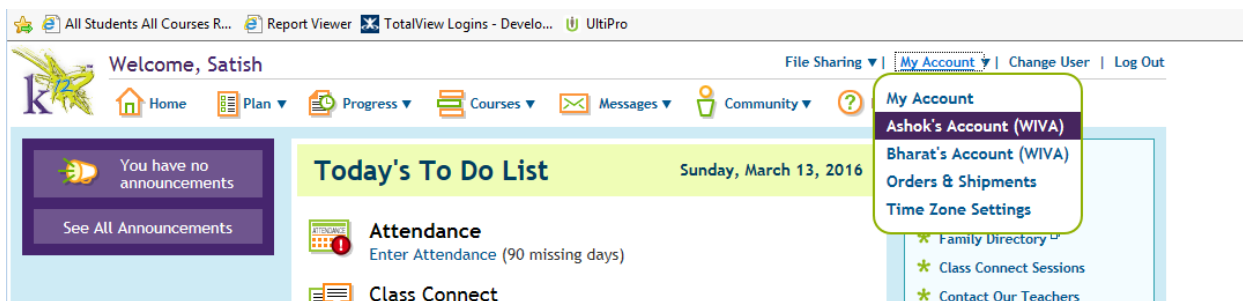 All Students All Courses R... Report Viewer TotalView Logins - Develo... UltiPro
k12
Welcome, Satish
File Sharing ▼ | My Account ▼ | Change User | Log Out
Home Plan ▼ Progress ▼ Courses ▼ Messages ▼ Community ▼ ?
My Account
Ashok's Account (WIVA)
Bharat's Account (WIVA)
Orders & Shipments
Time Zone Settings
You have no
announcements
See All Announcements
Today's To Do List Sunday, March 13, 2016
ATTENDANCE
Attendance
Enter Attendance (90 missing days)
Class Connect
Family Directory
Class Connect Sessions
Contact Our Teachers